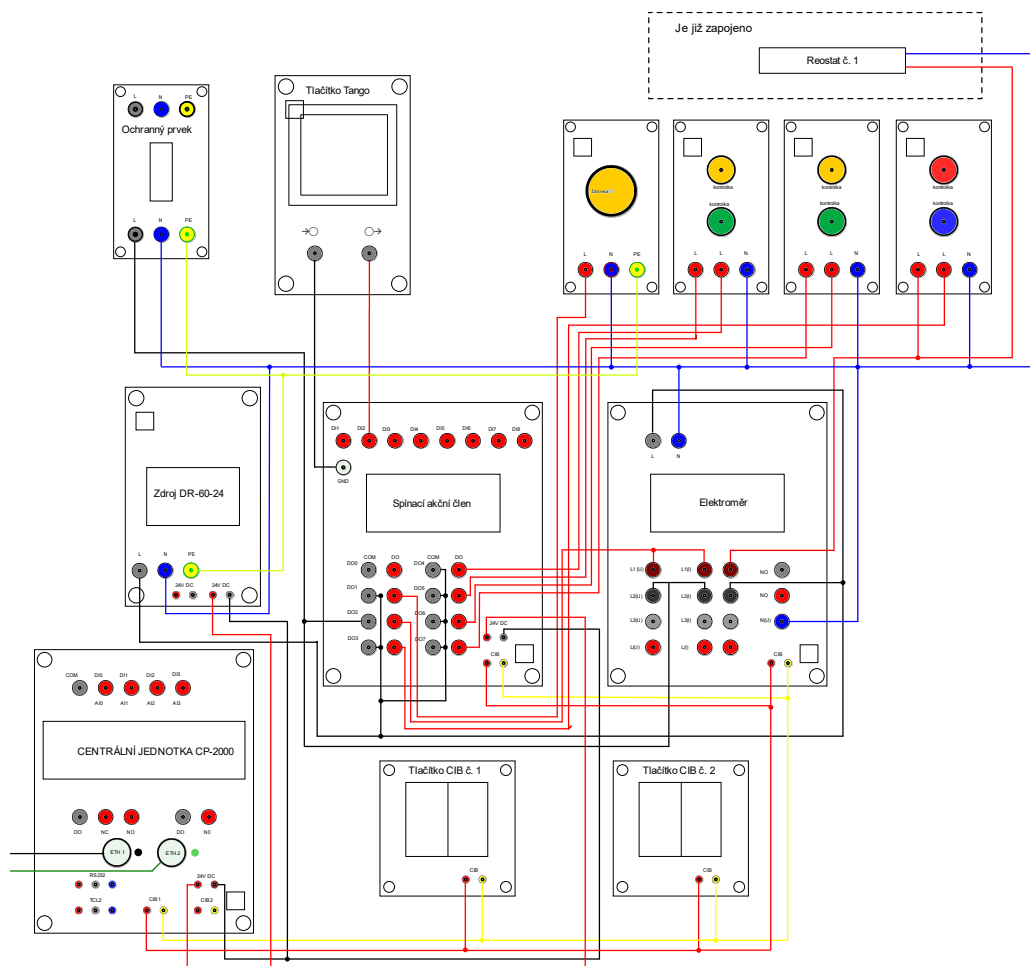 Je již zapojeno
Reostat č. 1
L N PE
Ochranný prvek
L N PE
Tlačítko Tango
L N PE
kontrolka
kontrolka
L L N
kontrolka
kontrolka
L L N
kontrolka
kontrolka
L L N
Zdroj DR-60-24
L N PE
24V DC 24V DC
DI1 DI2 DI3 DI4 DI5 DI6 DI7 DI8
GND
Spínací akční člen
COM DO COM DO
DO0 DO4
DO1 DO5
DO2 DO6
DO3 DO7
24V DC
CIB
L N
Elektroměr
L1(U) L1(I) NO
L2(U) L2(I) NO
L3(U) L3(I) N(U)
L(U) L(I)
CIB
COM DI0 DI1 DI2 DI3
AI0 AI1 AI2 AI3
CENTRÁLNÍ JEDNOTKA CP-2000
DO NC NO DO NO
ETH.1 ETH.2
RS232 24V DC
TCL2 CIB1 CIB2
Tlačítko CIB č. 1
CIB
Tlačítko CIB č. 2
CIB